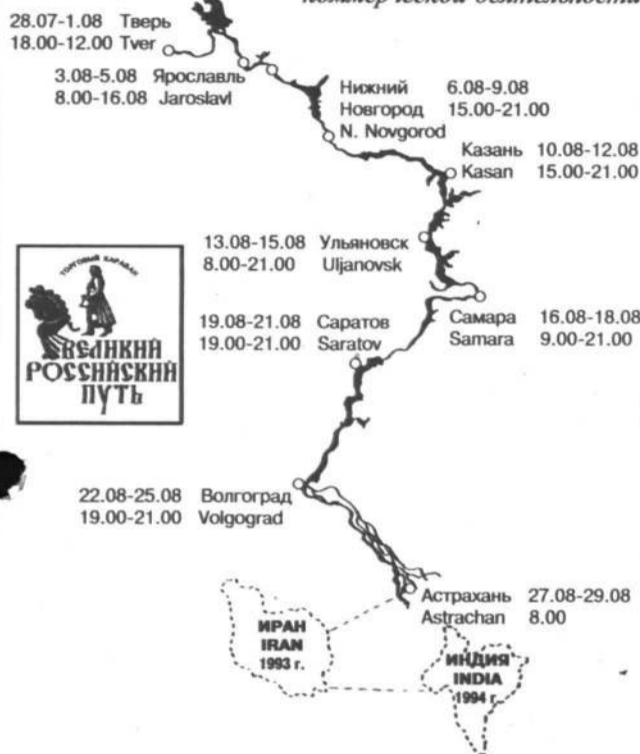 коммерческой деятельности
28.07-1.08 Тверь
18.00-12.00 Tver
3.08-5.08 Ярославль
8.00-16.08 Jaroslavl
Нижний 6.08-9.08
Новгород 15.00-21.00
N. Novgorod
Казань 10.08-12.08
Kasan 15.00-21.00
13.08-15.08 Ульяновск
8.00-21.00 Uljanovsk
ТОРГОВЫЙ КАРАВАН
ВЕЛИКИЙ
РОССИЙСКИЙ
ПУТЬ
19.08-21.08 Саратов
19.00-21.00 Saratov
Самара 16.08-18.08
Samara 9.00-21.00
22.08-25.08 Волгоград
19.00-21.00 Volgograd
Астрахань 27.08-29.08
Astrachan 8.00
ИРАН
IRAN
1993 г.
ИНДИЯ
INDIA
1994 г.